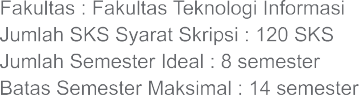 Fakultas : Fakultas Teknologi Informasi
Jumlah SKS Syarat Skripsi : 120 SKS
Jumlah Semester Ideal : 8 semester
Batas Semester Maksimal : 14 semester